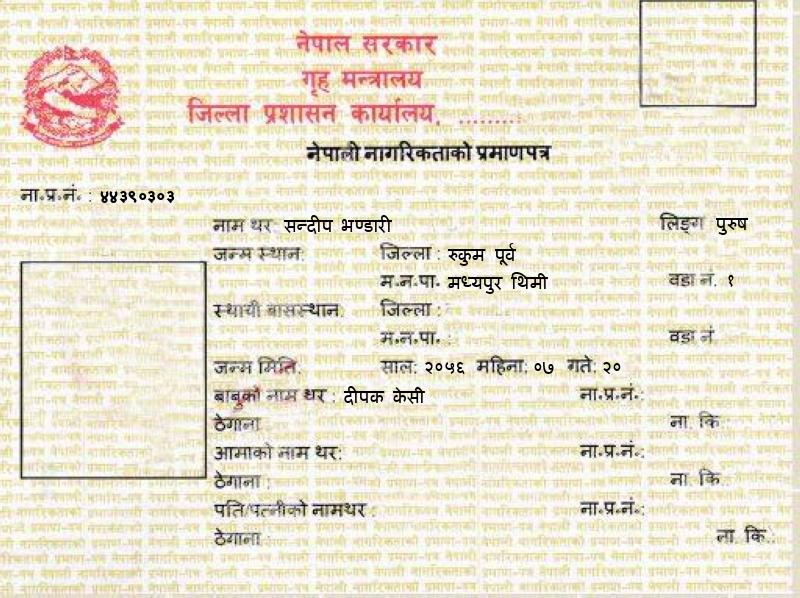 नेपाल सरकार
गृह मन्त्रालय
जिल्ला प्रशासन कार्यालय, .........
नेपाली नागरिकताको प्रमाणपत्र
ना.प्र.नं. : ४४३९०३०३
नाम थर: सन्दीप भण्डारी लिङ्ग पुरुष
जन्म स्थान: जिल्ला : रुकुम पूर्व
म.न.पा. मध्यपुर थिमी वडा नं. १
स्थायी बासस्थान: जिल्ला :
म.न.पा. : वडा नं.
जन्म मिति: साल: २०५६ महिना: ०७ गते: २०
बाबुको नाम थर : दीपक केसी ना.प्र.नं.:
ठेगाना : ना. कि.:
आमाको नाम थर: ना.प्र.नं.:
ठेगाना : ना. कि.
पति/पत्नीको नामथर : ना.प्र.नं.:
ठेगाना : ना. कि.: